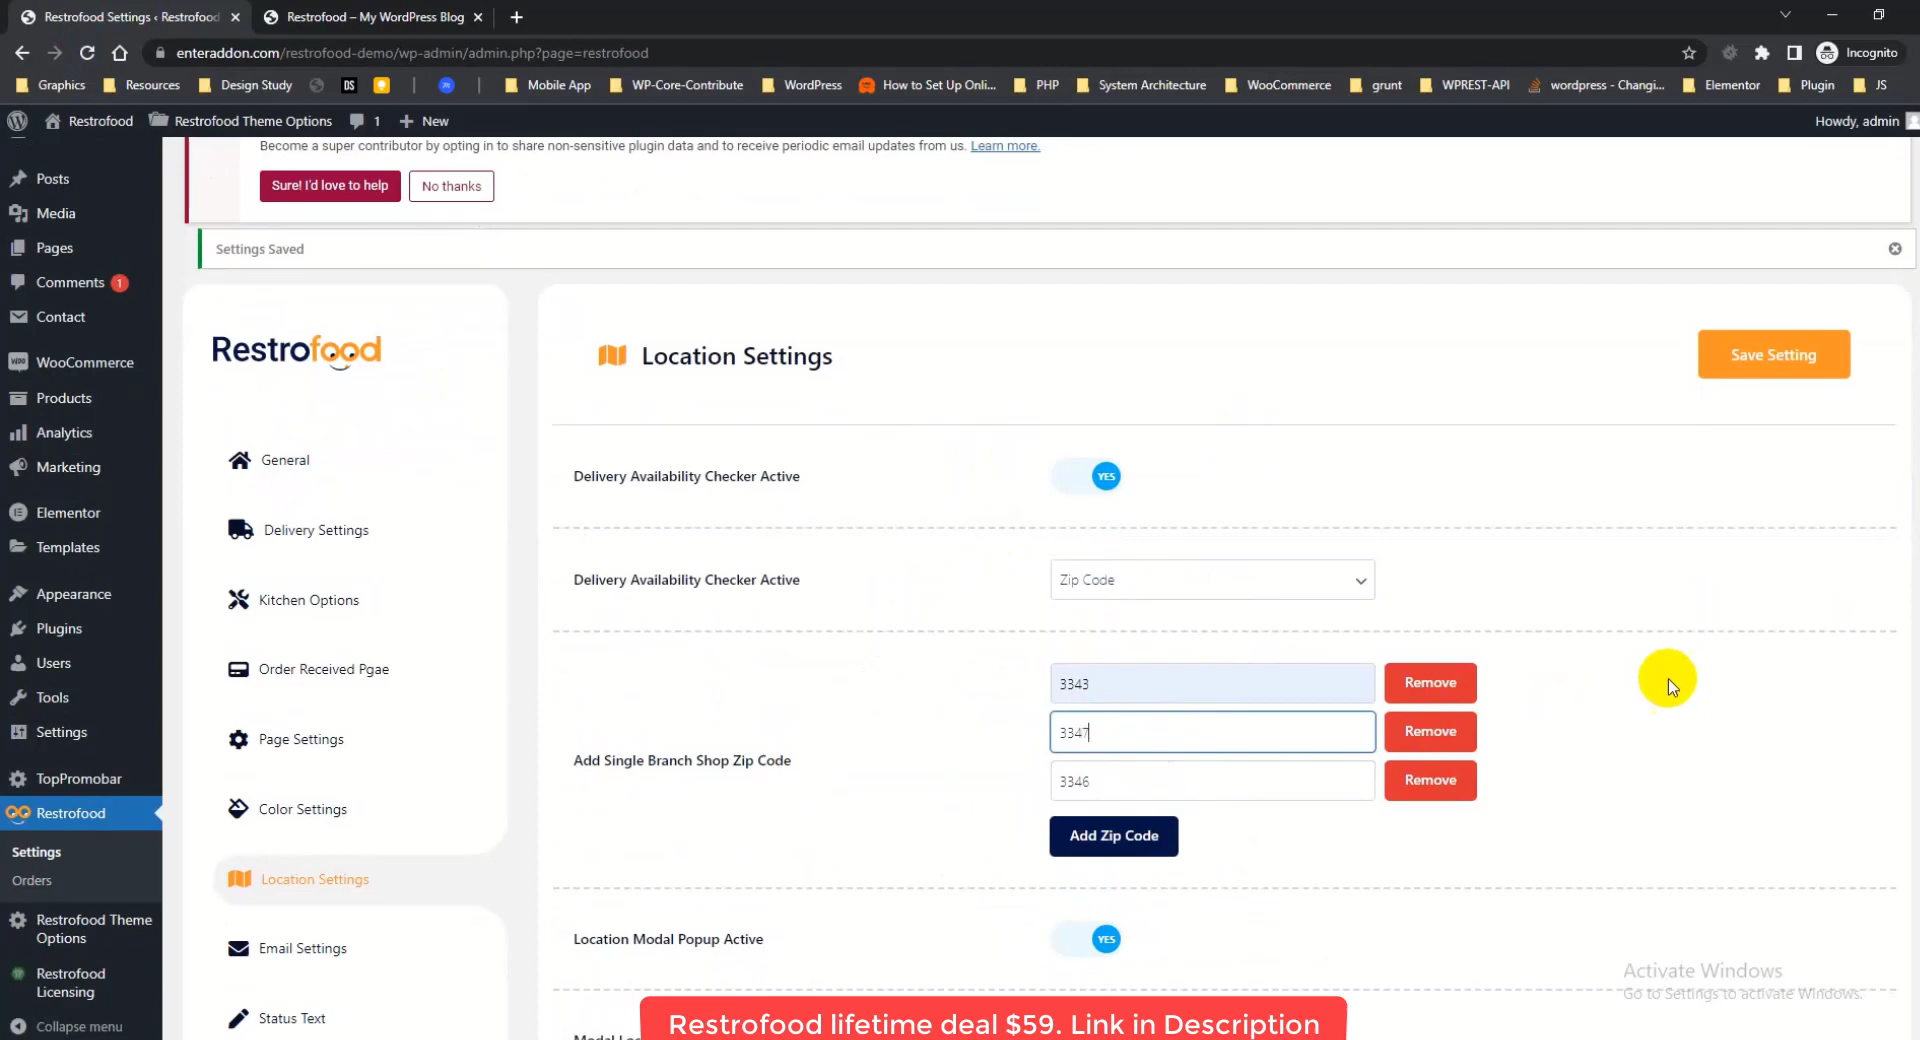 Restrofood Settings ‹ Restrofood
Restrofood – My WordPress Blog
enteraddon.com/restrofood-demo/wp-admin/admin.php?page=restrofood
Incognito
Graphics
Resources
Design Study
DS
Mobile App
WP-Core-Contribute
WordPress
How to Set Up Onli...
PHP
System Architecture
WooCommerce
grunt
WPREST-API
wordpress - Changi...
Elementor
Plugin
JS
Restrofood
Restrofood Theme Options
1
New
Howdy, admin
Posts
Media
Pages
Comments 1
Contact
WooCommerce
Products
Analytics
Marketing
Elementor
Templates
Appearance
Plugins
Users
Tools
Settings
TopPromobar
Restrofood
Settings
Orders
Restrofood Theme
Options
Restrofood
Licensing
Collapse menu
Become a super contributor by opting in to share non-sensitive plugin data and to receive periodic email updates from us. Learn more.
Sure! I'd love to help
No thanks
Settings Saved
Restrofood
General
Delivery Settings
Kitchen Options
Order Received Pgae
Page Settings
Color Settings
Location Settings
Email Settings
Status Text
Location Settings
Save Setting
Delivery Availability Checker Active
YES
Delivery Availability Checker Active
Zip Code
Add Single Branch Shop Zip Code
3343
Remove
3347
Remove
3346
Remove
Add Zip Code
Location Modal Popup Active
YES
Activate Windows
Go to Settings to activate Windows.
Restrofood lifetime deal $59. Link in Description